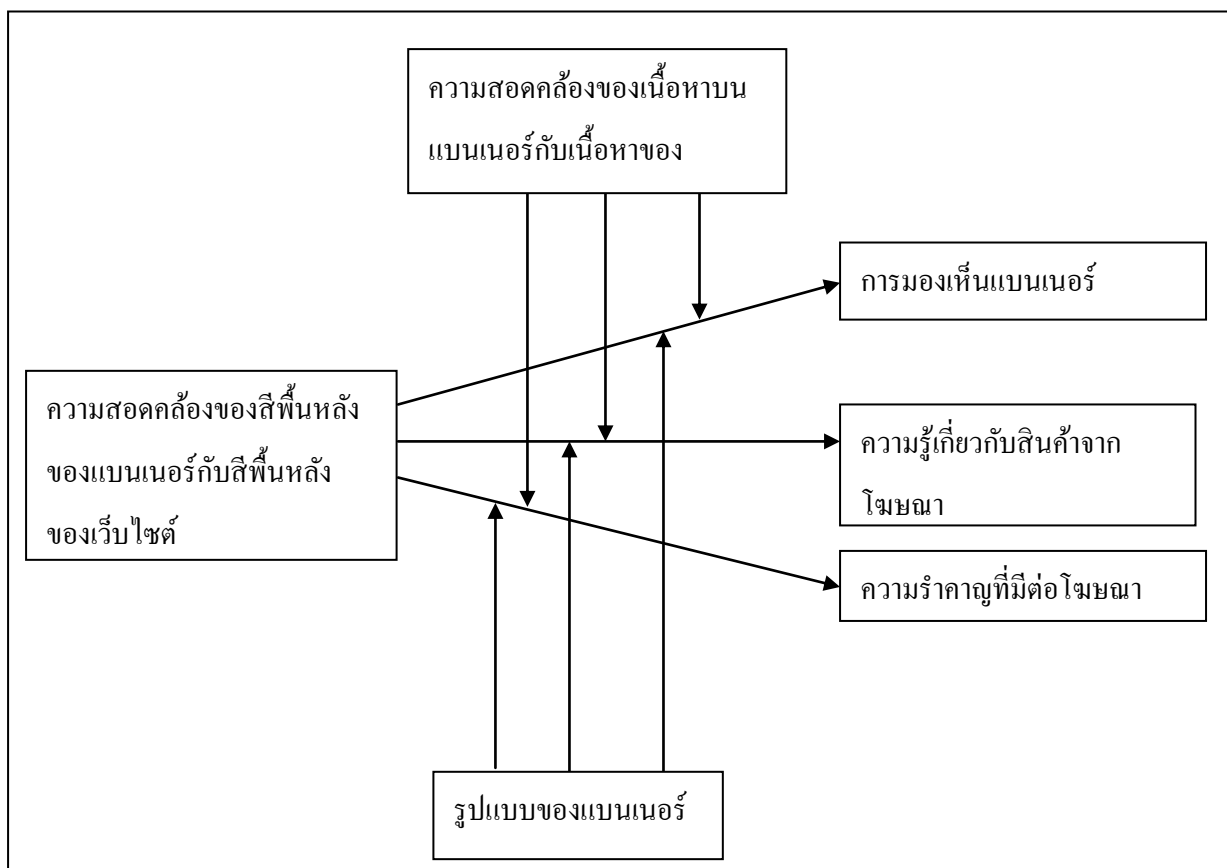 ความสอดคล้องของเนื้อหาบน
แบนเนอร์กับเนื้อหาของ
การมองเห็นแบนเนอร์
ความสอดคล้องของสีพื้นหลัง
ของแบนเนอร์กับสีพื้นหลัง
ของเว็บไซต์
ความรู้เกี่ยวกับสินค้าจาก
โฆษณา
ความรำคาญที่มีต่อโฆษณา
รูปแบบของแบนเนอร์